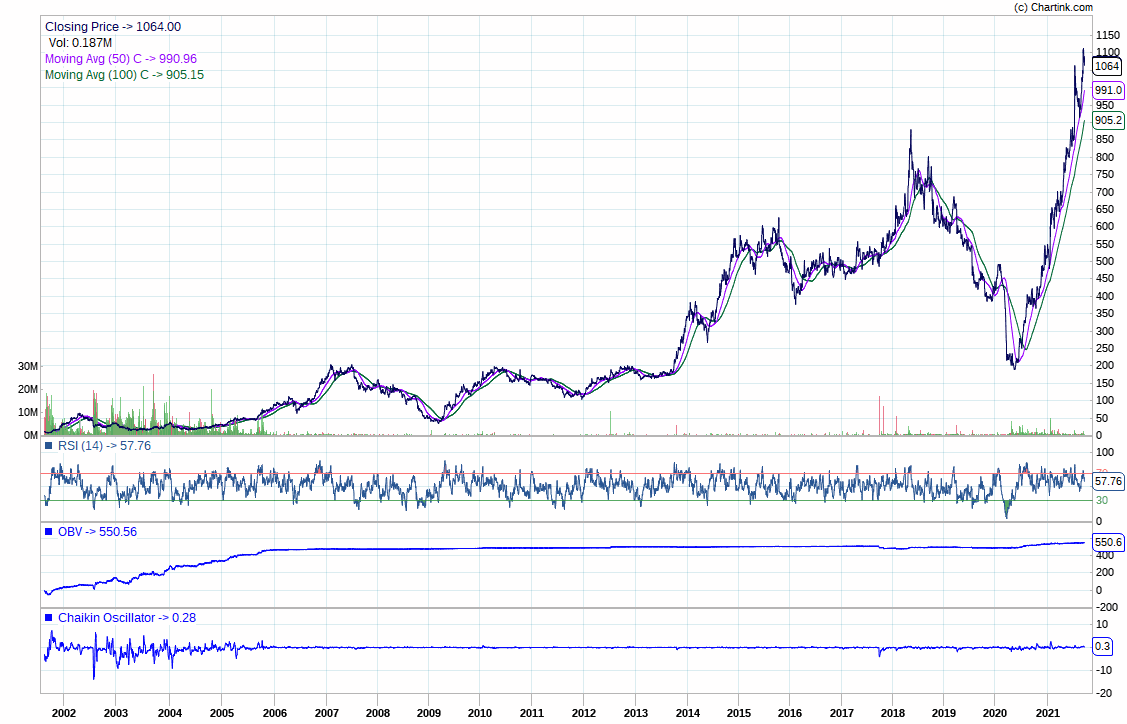 (c) Chartink.com
Closing Price -> 1064.00
Vol: 0.187M
Moving Avg (50) C -> 990.96
Moving Avg (100) C -> 905.15
1150
1100
1064
991.0
950
905.2
850
800
750
700
650
600
550
500
450
400
350
300
250
200
150
100
50
0
30M
20M
10M
0M
RSI (14) -> 57.76
100
70
57.76
30
0
OBV -> 550.56
550.6
400
200
0
-200
Chaikin Oscillator -> 0.28
10
0.3
-10
-20
2002 2003 2004 2005 2006 2007 2008 2009 2010 2011 2012 2013 2014 2015 2016 2017 2018 2019 2020 2021